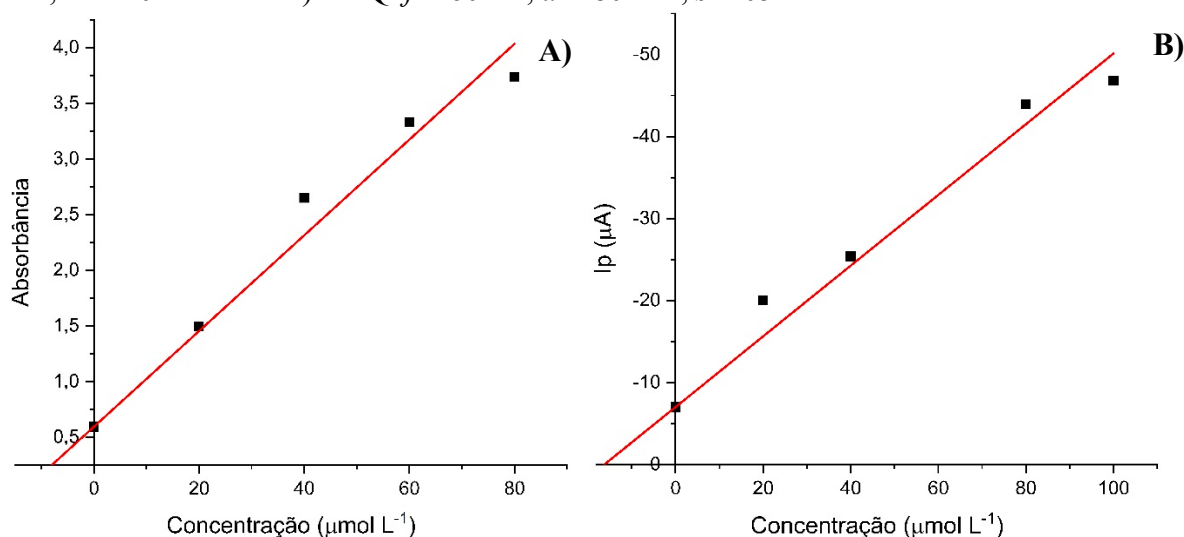 A)
Absorbância
4,0
3,5
3,0
2,5
2,0
1,5
1,0
0,5
0 20 40 60 80
Concentração (μmol L⁻¹)
B)
Ip (μA)
-50
-40
-30
-20
-10
0
0 20 40 60 80 100
Concentração (μmol L⁻¹)